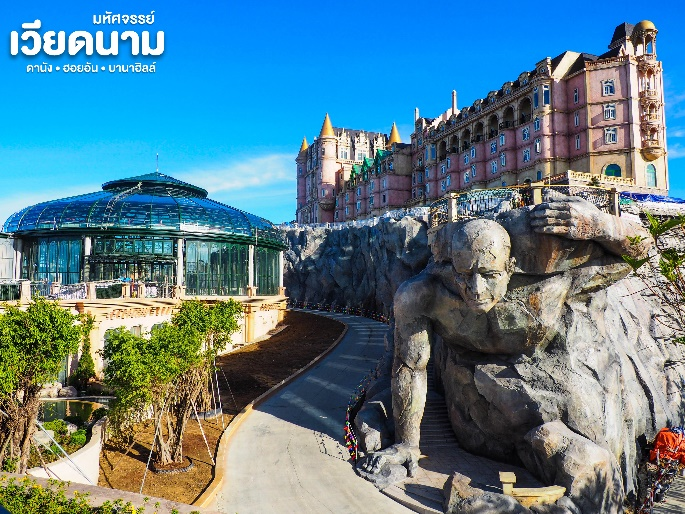 มหัศจรรย์
เวียดนาม
ดานัง • ฮอยอัน • บานาฮิลล์